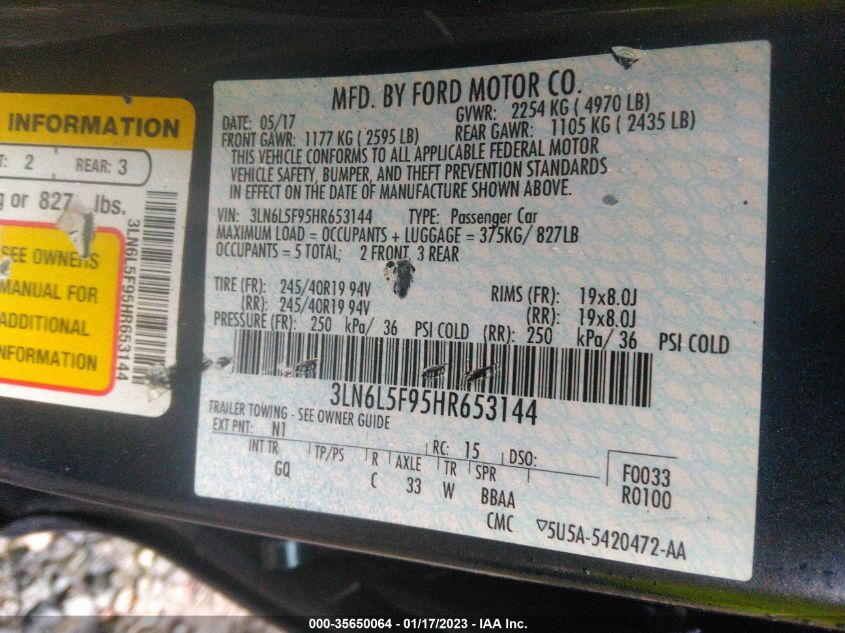 INFORMATION
T: 2 REAR: 3
g or 827 lbs.
SEE OWNERS
MANUAL FOR
ADDITIONAL
INFORMATION
3LN6L5F95HR653144
MFD. BY FORD MOTOR CO.
DATE: 05/17 GVWR: 2254 KG ( 4970 LB)
FRONT GAWR: 1177 KG ( 2595 LB) REAR GAWR: 1105 KG ( 2435 LB)
THIS VEHICLE CONFORMS TO ALL APPLICABLE FEDERAL MOTOR
VEHICLE SAFETY, BUMPER, AND THEFT PREVENTION STANDARDS
IN EFFECT ON THE DATE OF MANUFACTURE SHOWN ABOVE.
VIN: 3LN6L5F95HR653144 TYPE: Passenger Car
MAXIMUM LOAD = OCCUPANTS + LUGGAGE = 375KG/ 827LB
OCCUPANTS = 5 TOTAL; 2 FRONT 3 REAR
TIRE (FR): 245/40R19 94V RIMS (FR): 19x8.0J
(RR): 245/40R19 94V (RR): 19x8.0J
PRESSURE (FR): 250 kPa/ 36 PSI COLD (RR): 250 kPa/ 36 PSI COLD
3LN6L5F95HR653144
TRAILER TOWING - SEE OWNER GUIDE
EXT PNT: N1 RC: 15 DSO:
INT TR TP/PS R AXLE TR SPR F0033
GQ C 33 W BBAA R0100
CMC ▽5U5A-5420472-AA
000-35650064 - 01/17/2023 - IAA Inc.